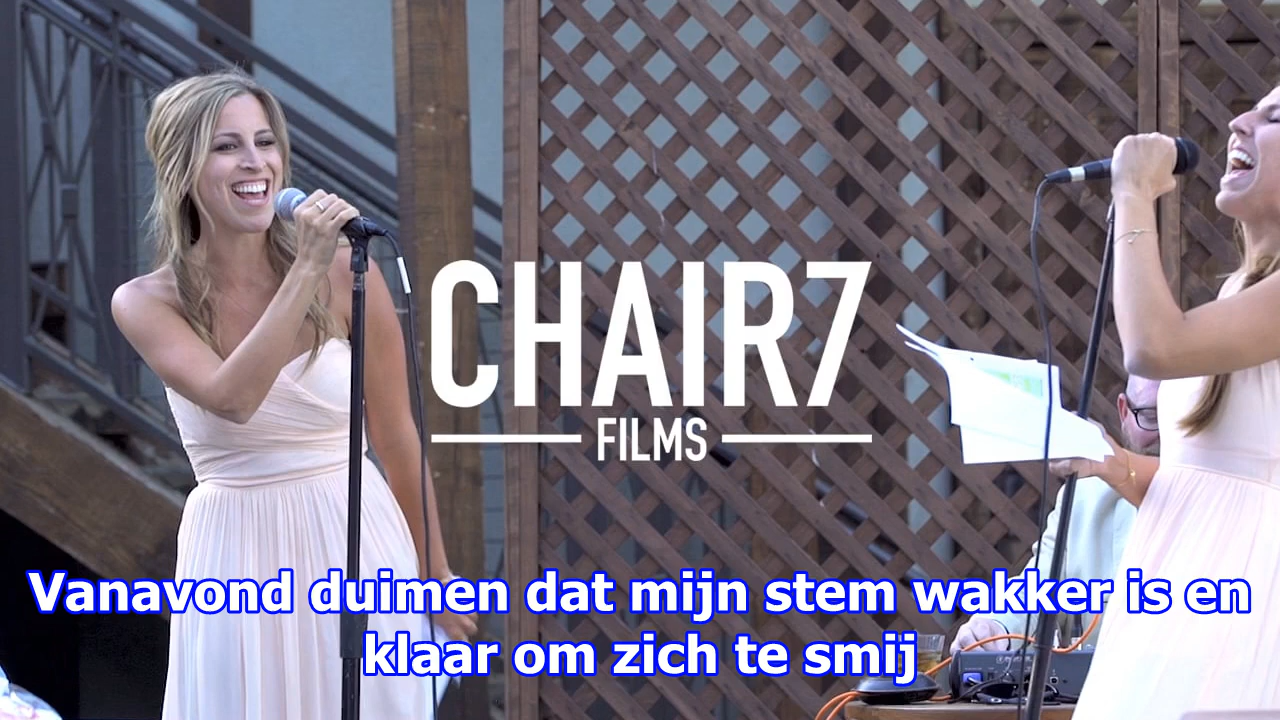 CHAIR7
FILMS
Vanavond duimen dat mijn stem wakker is en
klaar om zich te smij